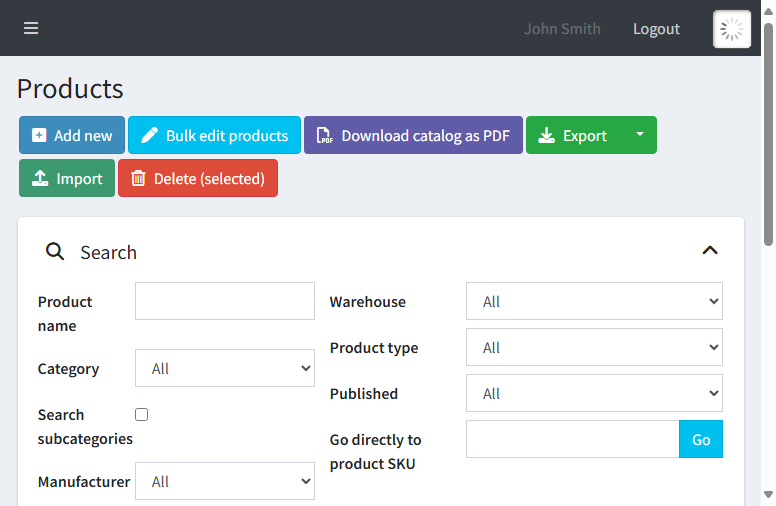 John Smith Logout
Products
Add new Bulk edit products Download catalog as PDF Export
Import Delete (selected)
Search
Product name
Warehouse All
Product type All
Category All
Published All
Search subcategories
Go directly to product SKU Go
Manufacturer All